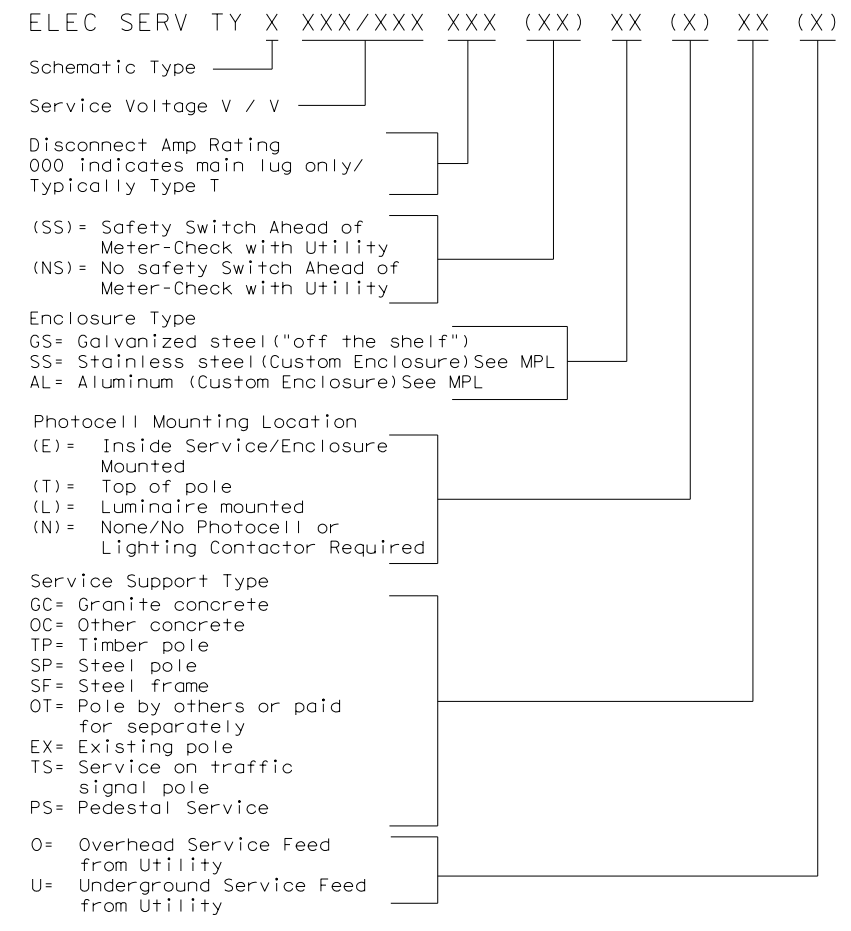 ELEC SERV TY X XXX/XXX XXX (XX) XX (X) XX (X)
Schematic Type
Service Voltage V / V
Disconnect Amp Rating
000 indicates main lug only/
Typically Type T
(SS)= Safety Switch Ahead of
Meter-Check with Utility
(NS)= No safety Switch Ahead of
Meter-Check with Utility
Enclosure Type
GS= Galvanized steel("off the shelf")
SS= Stainless steel(Custom Enclosure)See MPL
AL= Aluminum (Custom Enclosure)See MPL
Photocell Mounting Location
(E)= Inside Service/Enclosure
Mounted
(T)= Top of pole
(L)= Luminaire mounted
(N)= None/No Photocell or
Lighting Contactor Required
Service Support Type
GC= Granite concrete
OC= Other concrete
TP= Timber pole
SP= Steel pole
SF= Steel frame
OT= Pole by others or paid
for separately
EX= Existing pole
TS= Service on traffic
signal pole
PS= Pedestal Service
O= Overhead Service Feed
from Utility
U= Underground Service Feed
from Utility